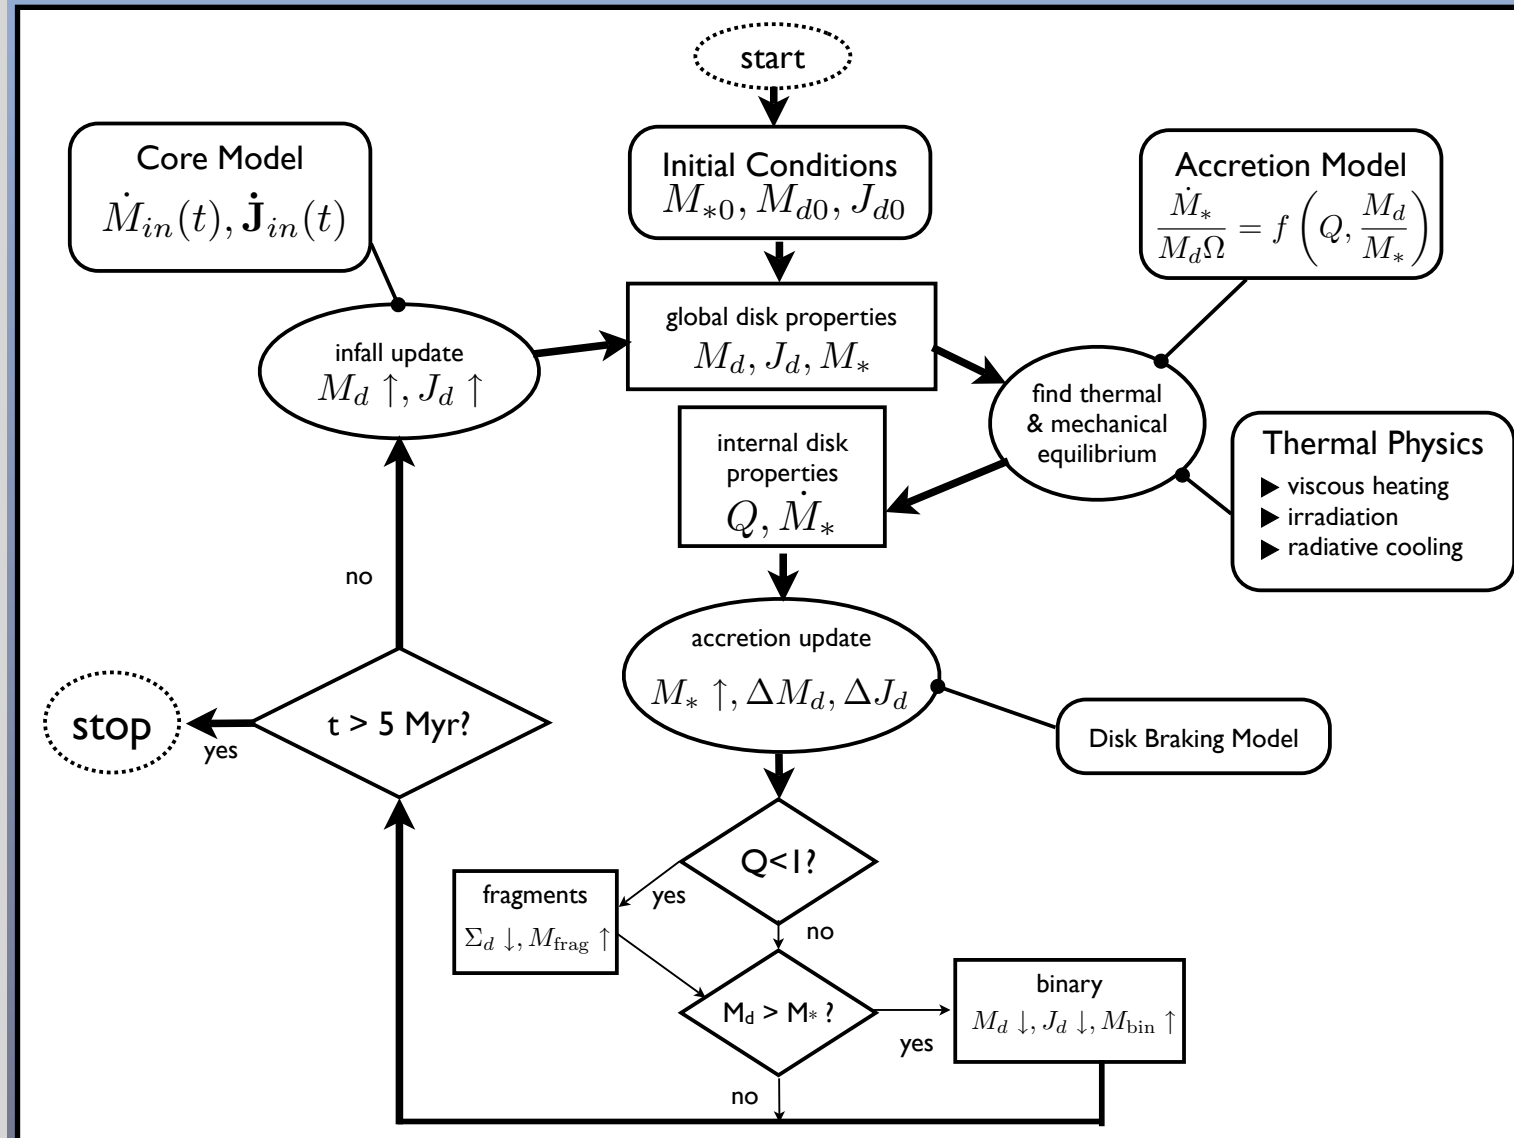 start
Core Model
Ṁ_in(t), J̇_in(t)
Initial Conditions
M_*0, M_d0, J_d0
Accretion Model
Ṁ_* / M_dΩ = f(Q, M_d / M_*)
global disk properties
M_d, J_d, M_*
infall update
M_d ↑, J_d ↑
find thermal
& mechanical
equilibrium
internal disk
properties
Q, Ṁ_*
Thermal Physics
▶ viscous heating
▶ irradiation
▶ radiative cooling
no
accretion update
M_* ↑, ΔM_d, ΔJ_d
stop
yes
t > 5 Myr?
Disk Braking Model
Q<1?
yes
no
fragments
Σ_d ↓, M_frag ↑
M_d > M_* ?
yes
no
binary
M_d ↓, J_d ↓, M_bin ↑